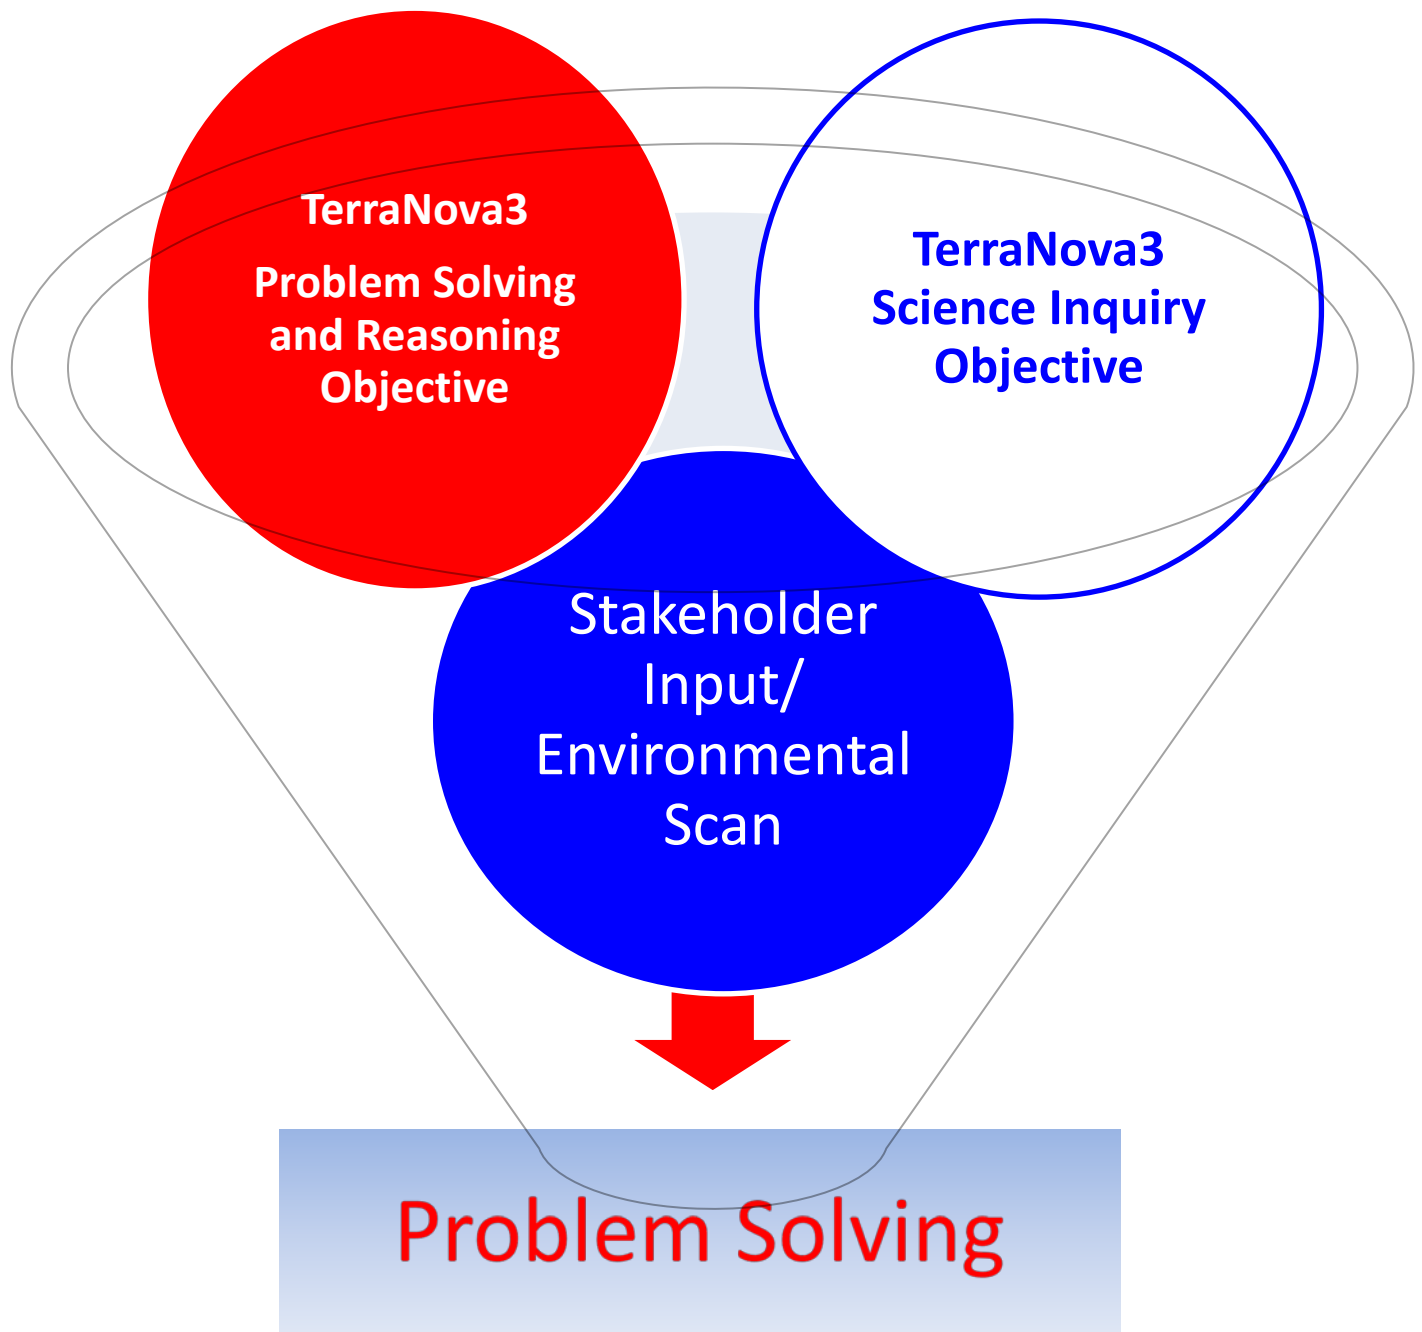 TerraNova3
Problem Solving
and Reasoning
Objective
TerraNova3
Science Inquiry
Objective
Stakeholder
Input/
Environmental
Scan
Problem Solving